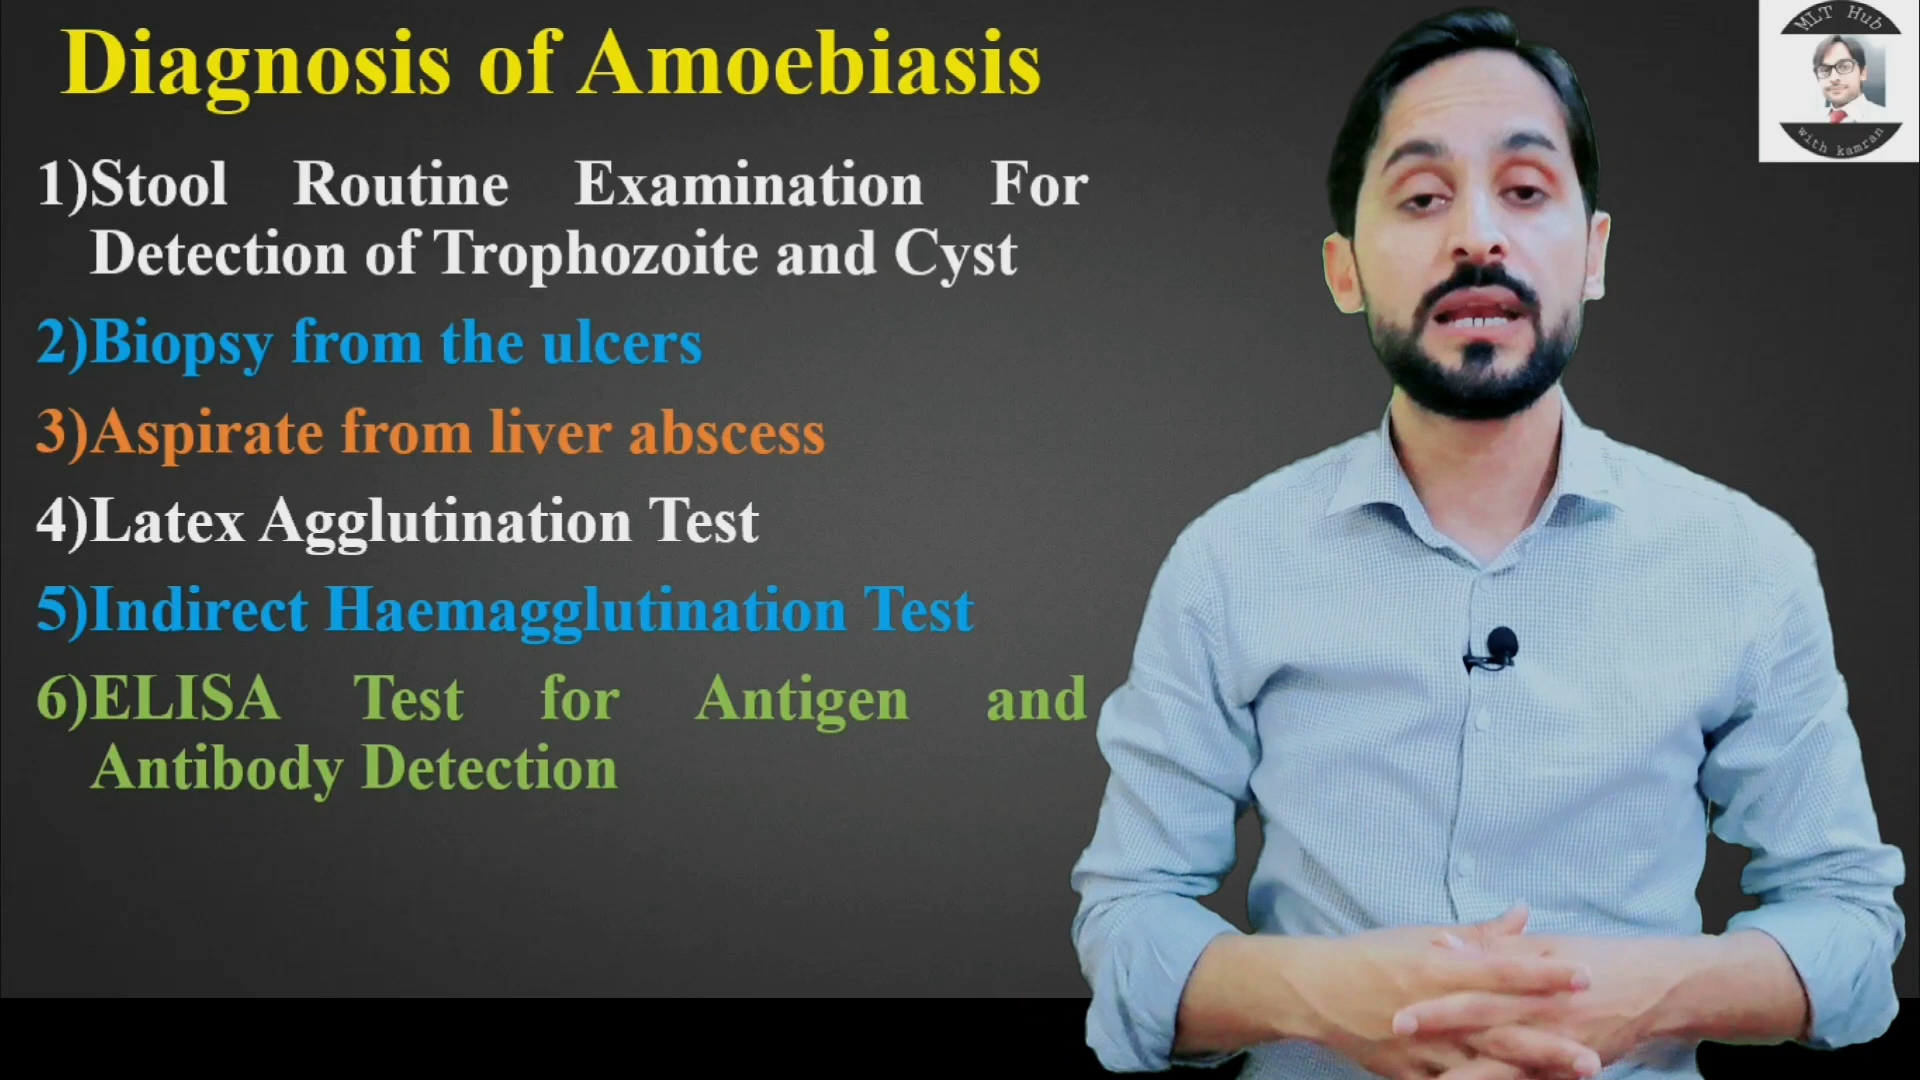 Diagnosis of Amoebiasis
1)Stool Routine Examination For
Detection of Trophozoite and Cyst
2)Biopsy from the ulcers
3)Aspirate from liver abscess
4)Latex Agglutination Test
5)Indirect Haemagglutination Test
6)ELISA Test for Antigen and
Antibody Detection
MLT Hub
with kamran